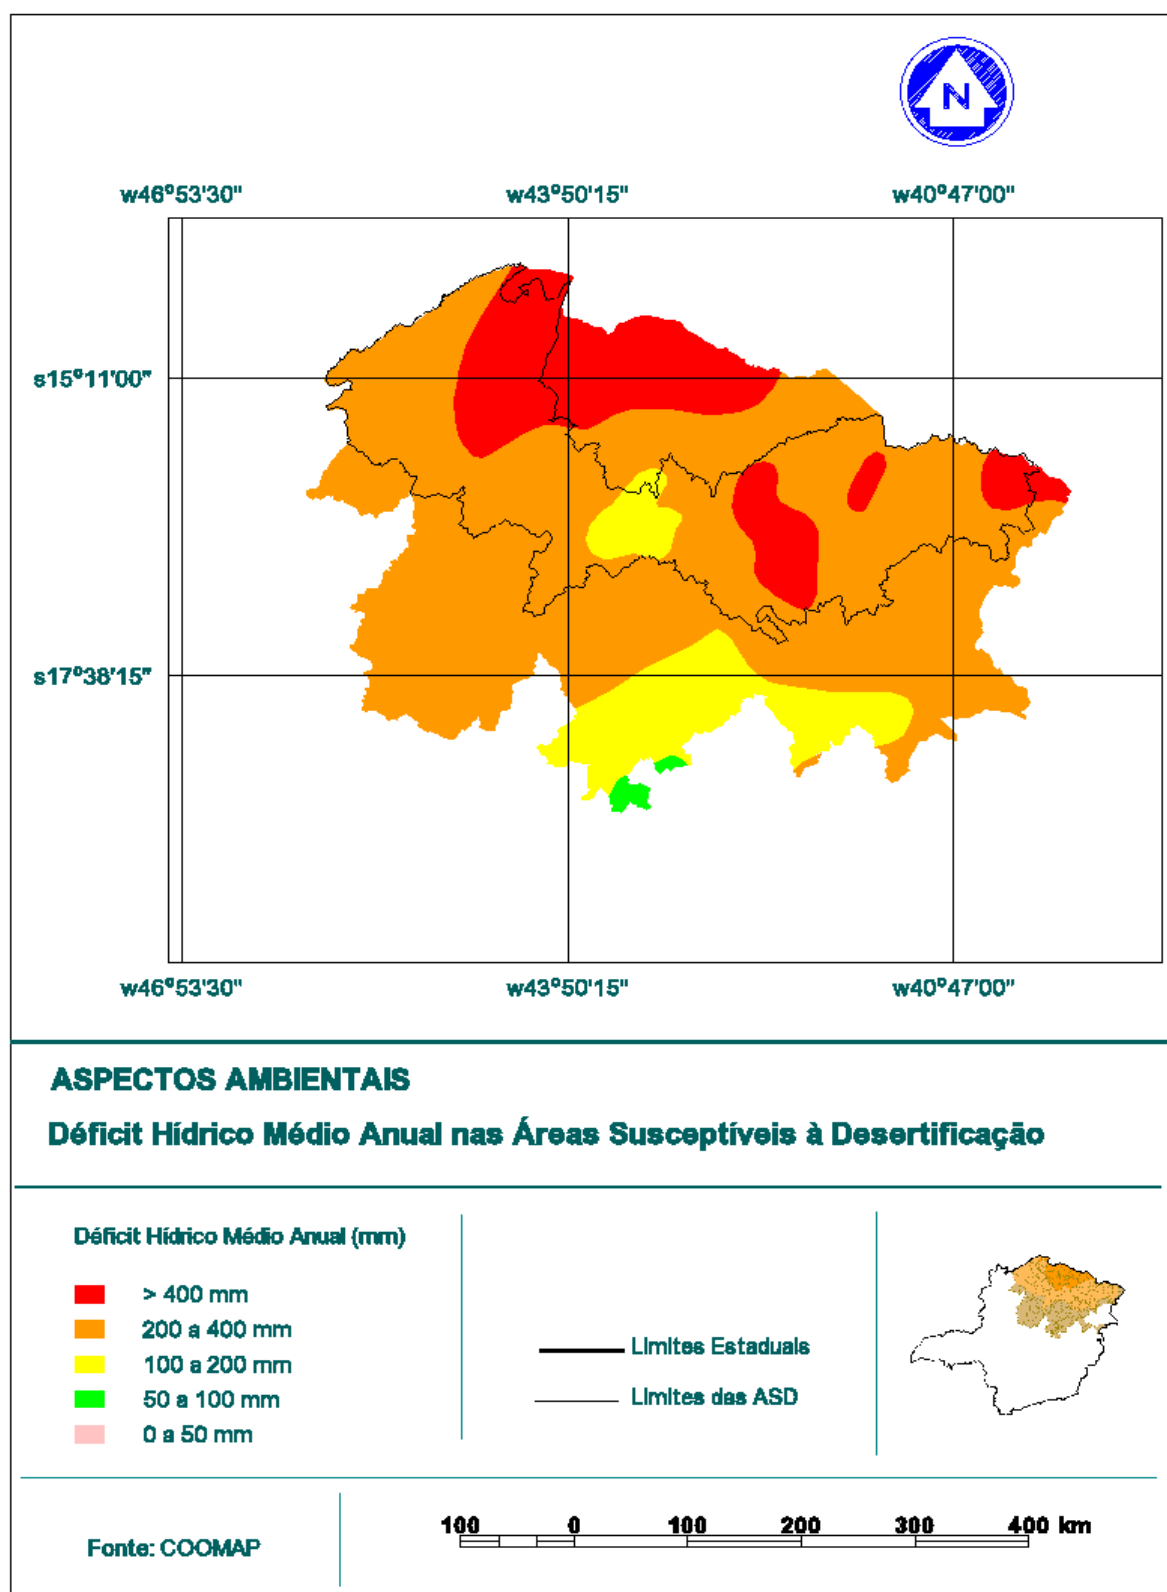 N
w46°53'30" w43°50'15" w40°47'00"
s15°11'00"
s17°38'15"
w46°53'30" w43°50'15" w40°47'00"
ASPECTOS AMBIENTAIS
Déficit Hídrico Médio Anual nas Áreas Susceptíveis à Desertificação
Déficit Hídrico Médio Anual (mm)
> 400 mm
200 a 400 mm
100 a 200 mm
50 a 100 mm
0 a 50 mm
Limites Estaduais
Limites das ASD
Fonte: COOMAP
100 0 100 200 300 400 km